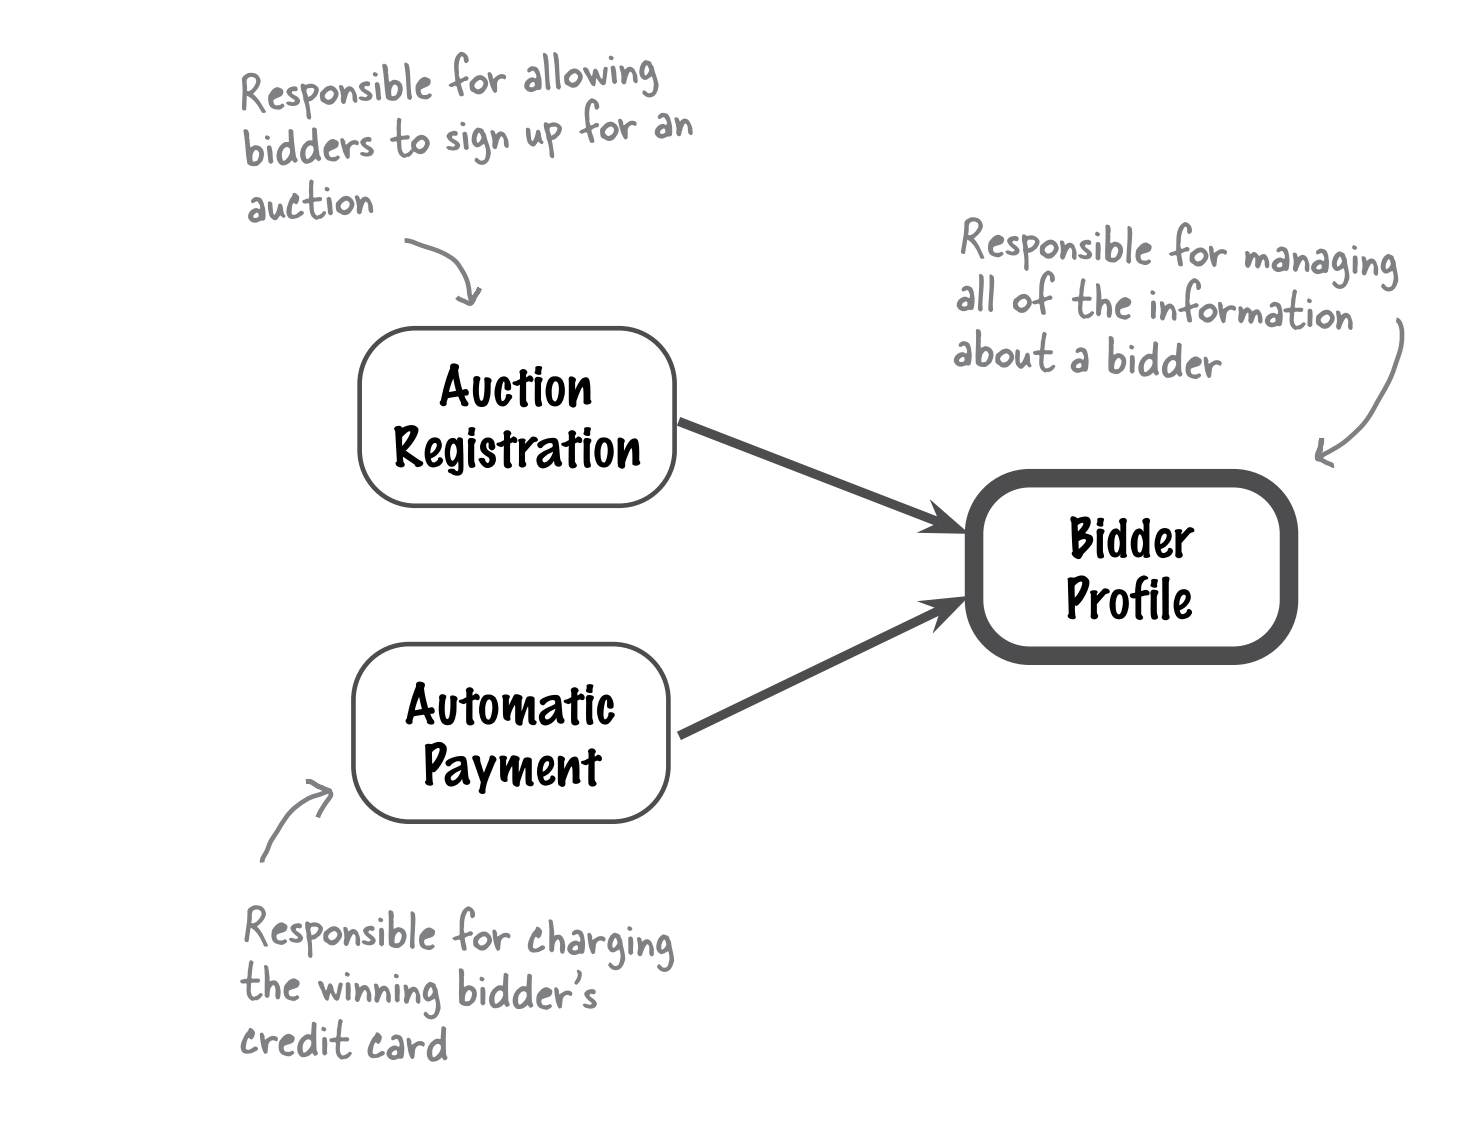 Responsible for allowing
bidders to sign up for an
auction
Responsible for managing
all of the information
about a bidder
Auction
Registration
Bidder
Profile
Automatic
Payment
Responsible for charging
the winning bidder's
credit card